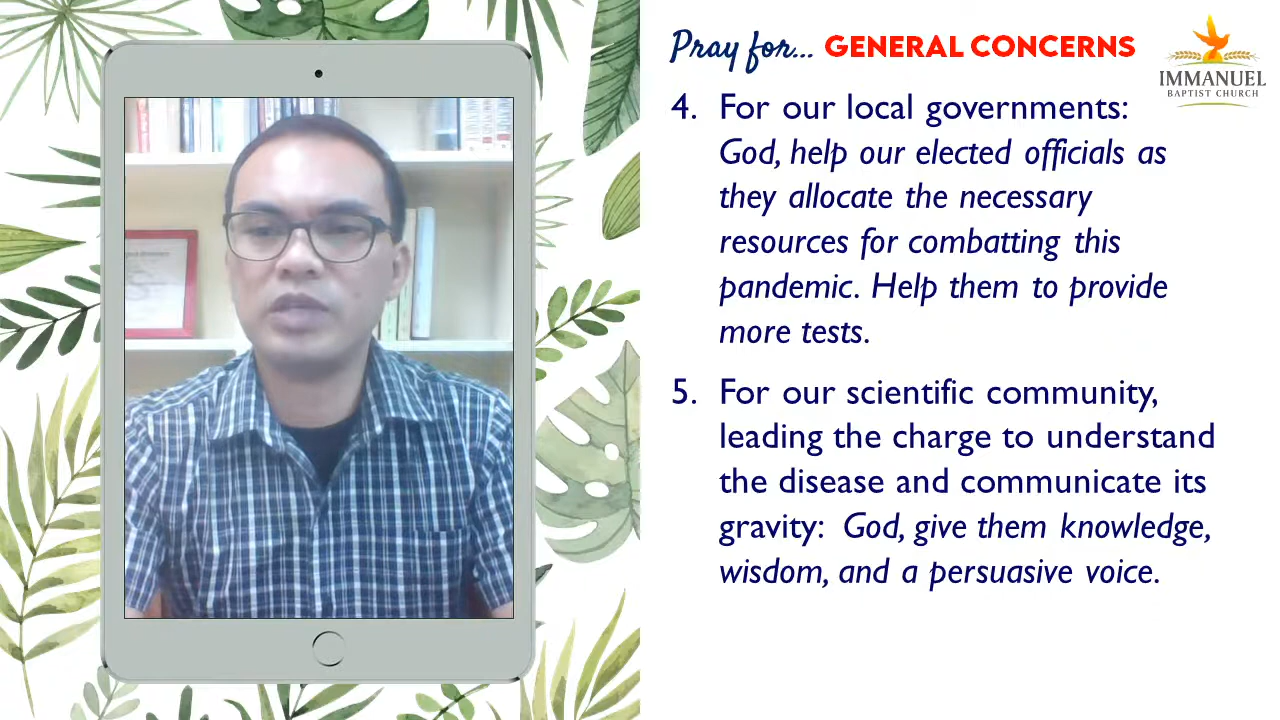 Pray for... GENERAL CONCERNS
IMMANUEL
BAPTIST CHURCH
4. For our local governments:
God, help our elected officials as
they allocate the necessary
resources for combatting this
pandemic. Help them to provide
more tests.
5. For our scientific community,
leading the charge to understand
the disease and communicate its
gravity: God, give them knowledge,
wisdom, and a persuasive voice.